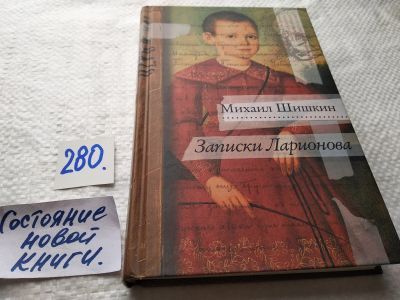 Михаил Шишкин
Записки Ларионова
280.
Состояние
новой
книги.